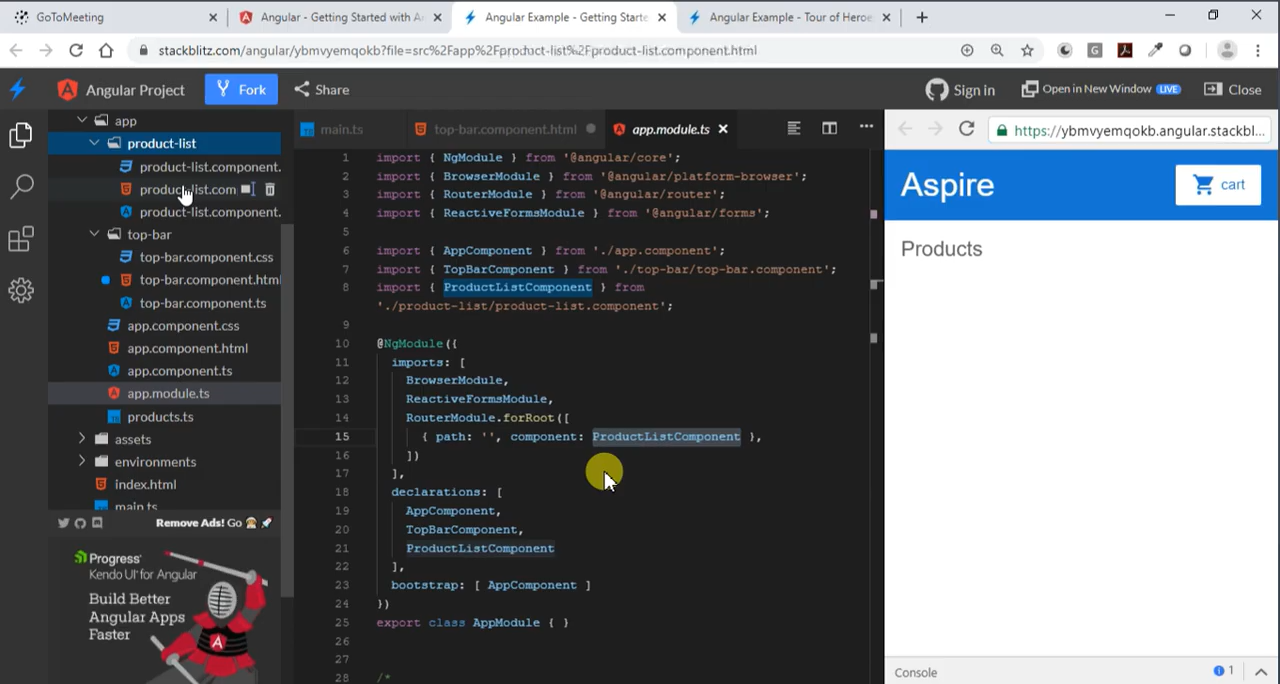 GoToMeeting
Angular - Getting Started with A
Angular Example - Getting Starte
Angular Example - Tour of Heroe
stackblitz.com/angular/ybmvyemqokb?file=src%2Fapp%2Fproduct-list%2Fproduct-list.component.html
Angular Project
Fork
Share
Sign in
Open in New Window LIVE
Close
app
product-list
product-list.component.
product-list.com
product-list.component.
top-bar
top-bar.component.css
top-bar.component.html
top-bar.component.ts
app.component.css
app.component.html
app.component.ts
app.module.ts
products.ts
assets
environments
index.html
main.ts
Remove Ads! Go
Progress
Kendo UI for Angular
Build Better
Angular Apps
Faster
main.ts
top-bar.component.html
app.module.ts
1 import { NgModule } from '@angular/core';
2 import { BrowserModule } from '@angular/platform-browser';
3 import { RouterModule } from '@angular/router';
4 import { ReactiveFormsModule } from '@angular/forms';
5
6 import { AppComponent } from './app.component';
7 import { TopBarComponent } from './top-bar/top-bar.component';
8 import { ProductListComponent } from
'./product-list/product-list.component';
9
10 @NgModule({
11 imports: [
12 BrowserModule,
13 ReactiveFormsModule,
14 RouterModule.forRoot([
15 { path: '', component: ProductListComponent },
16 ])
17 ],
18 declarations: [
19 AppComponent,
20 TopBarComponent,
21 ProductListComponent
22 ],
23 bootstrap: [ AppComponent ]
24 })
25 export class AppModule { }
26
27
28 /*
https://ybmvyemqokb.angular.stackbl...
Aspire
cart
Products
Console
1